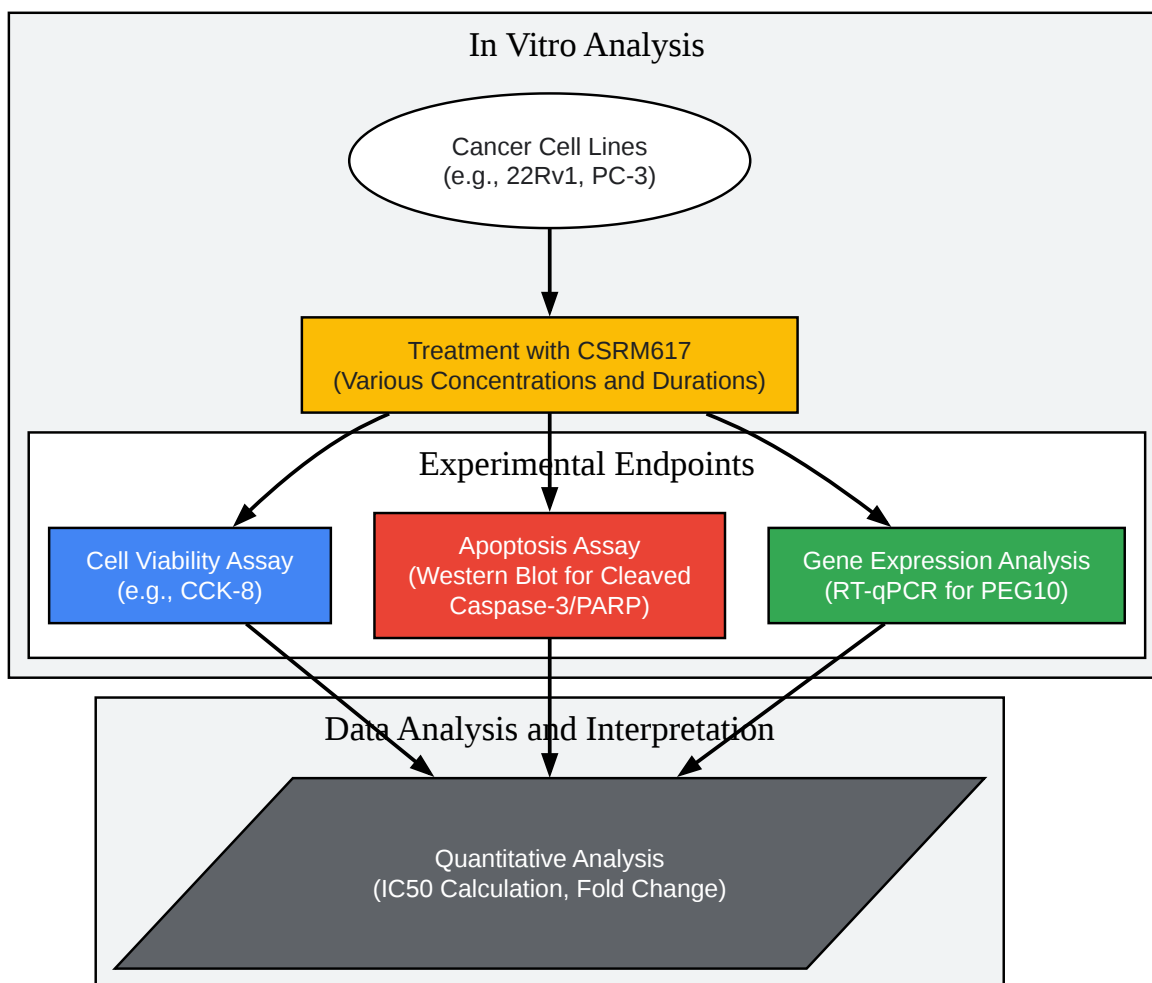 In Vitro Analysis
Cancer Cell Lines
(e.g., 22Rv1, PC-3)
Treatment with CSRM617
(Various Concentrations and Durations)
Experimental Endpoints
Cell Viability Assay
(e.g., CCK-8)
Apoptosis Assay
(Western Blot for Cleaved
Caspase-3/PARP)
Gene Expression Analysis
(RT-qPCR for PEG10)
Data Analysis and Interpretation
Quantitative Analysis
(IC50 Calculation, Fold Change)